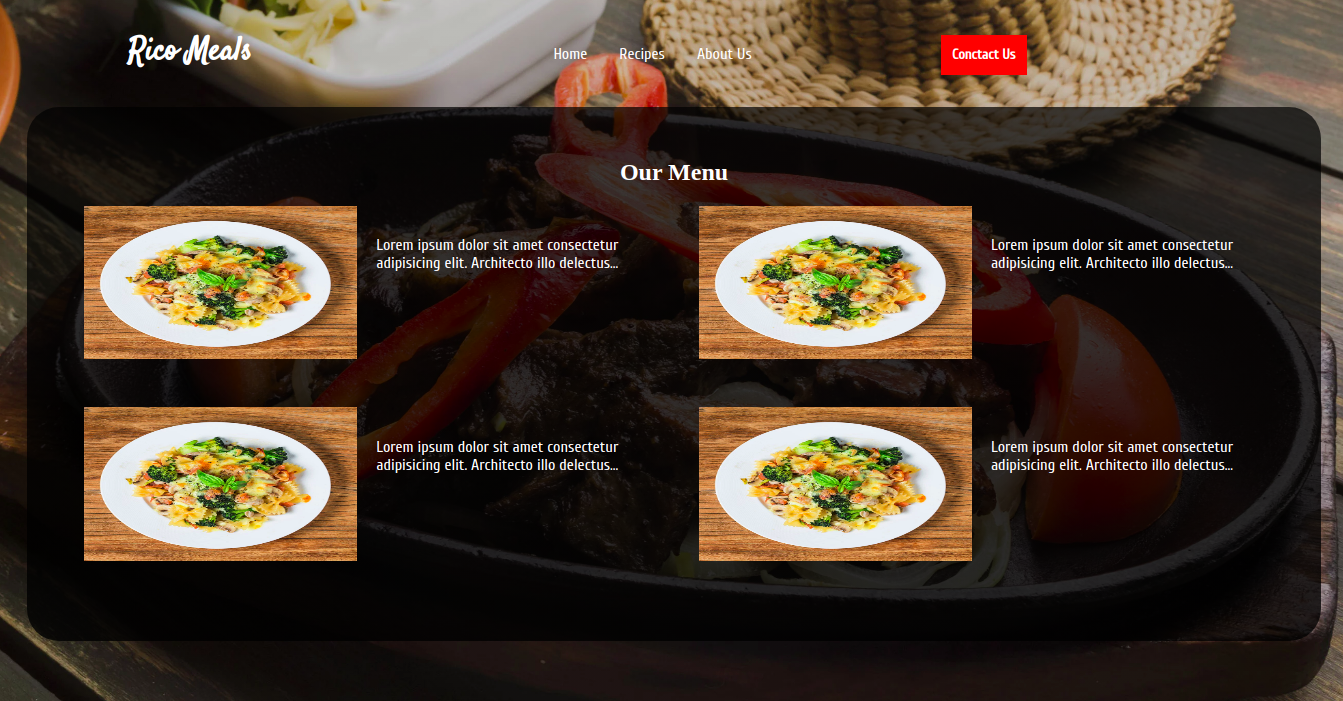 Rico Meals
Home Recipes About Us
Conctact Us
Our Menu
Lorem ipsum dolor sit amet consectetur
adipisicing elit. Architecto illo delectus...
Lorem ipsum dolor sit amet consectetur
adipisicing elit. Architecto illo delectus...
Lorem ipsum dolor sit amet consectetur
adipisicing elit. Architecto illo delectus...
Lorem ipsum dolor sit amet consectetur
adipisicing elit. Architecto illo delectus...